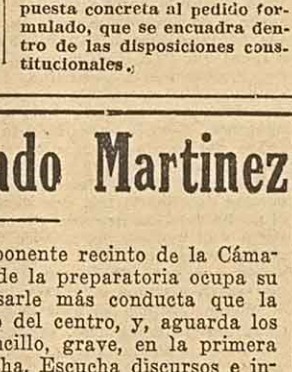 puesta concreta al pedido for-
mulado, que se encuadra den-
tro de las disposiciones cons-
titucionales.
ndo Martinez
ponente recinto de la Cáma-
de la preparatoria ocupa su
sarle más conducta que la
o del centro, y, aguarda los
ncillo, grave, en la primera
ha. Escucha discursos e in-